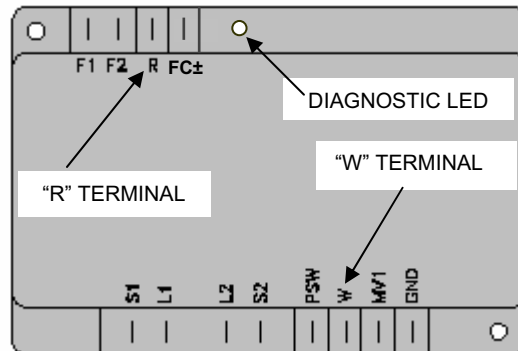 F1 F2 R FC±
DIAGNOSTIC LED
“W” TERMINAL
“R” TERMINAL
S1 L1 L2 S2 PSW W MV1 GND